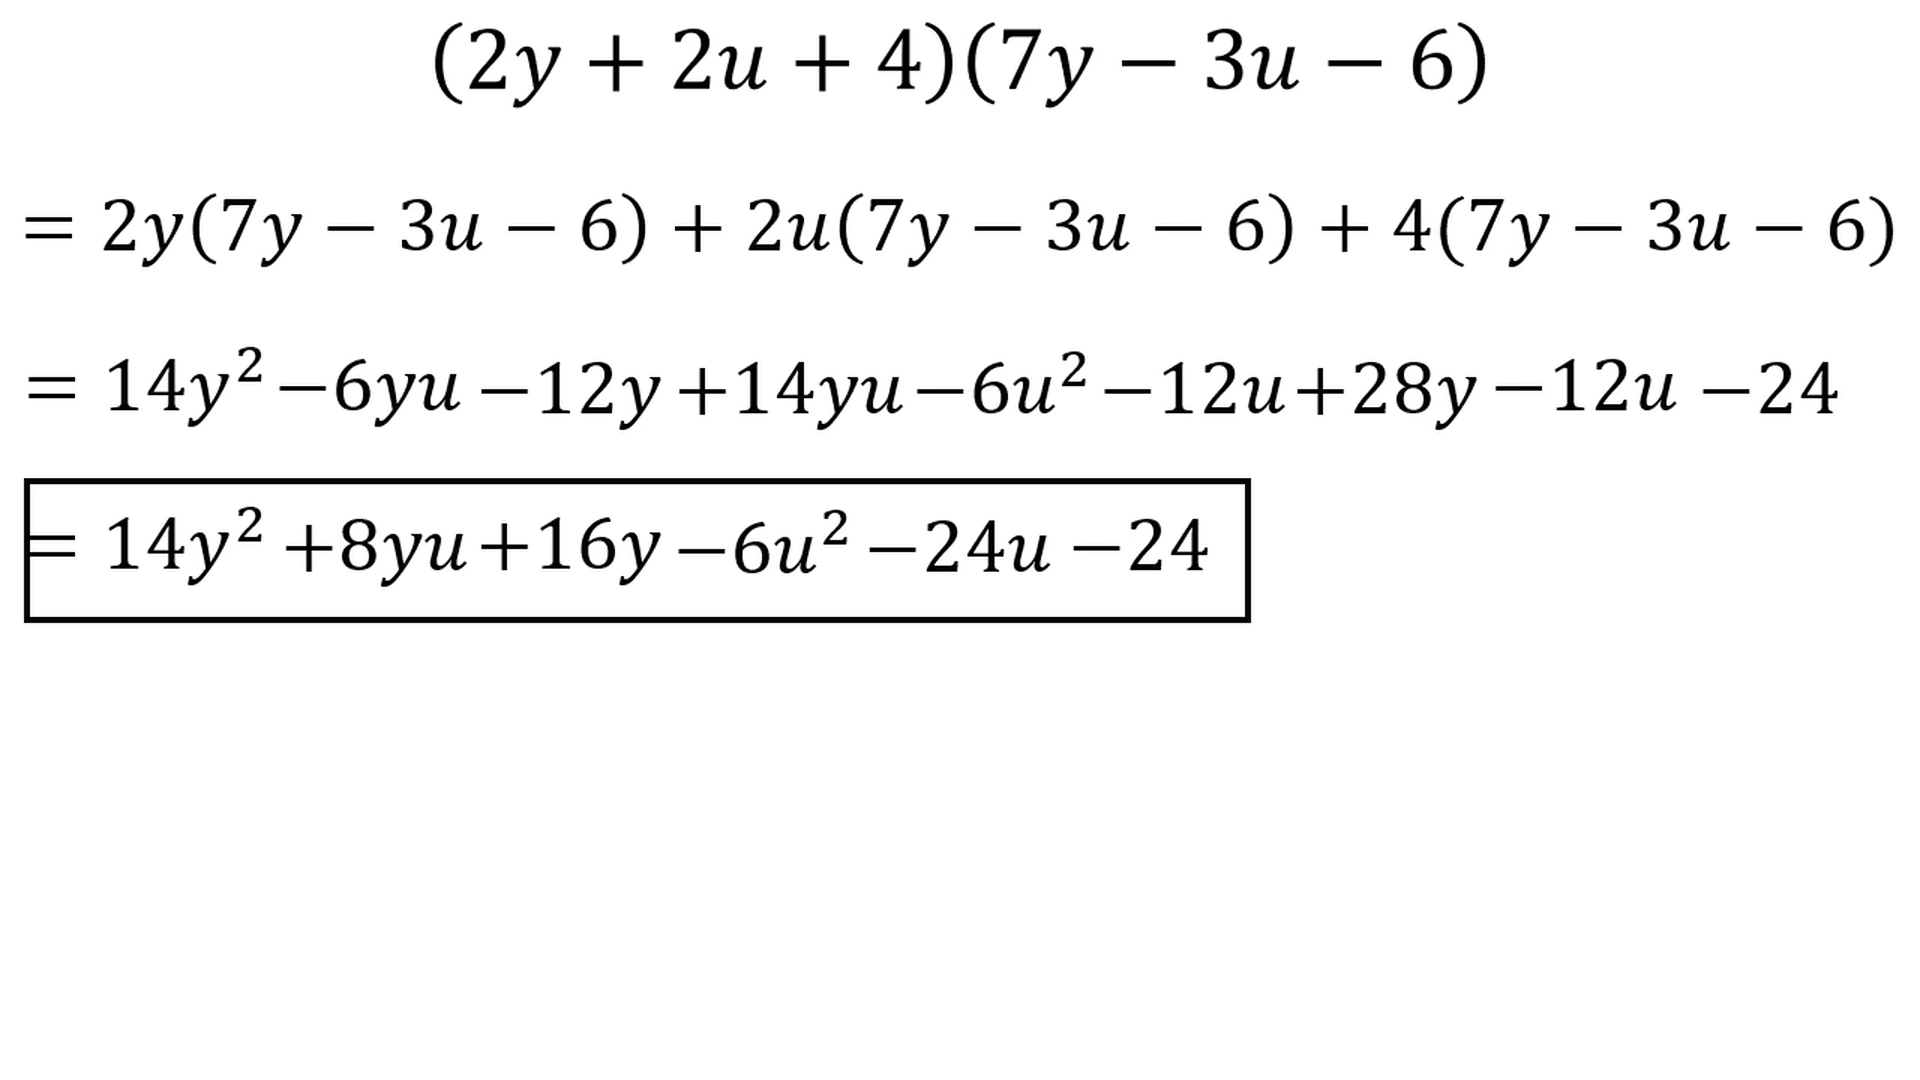 (2y + 2u + 4)(7y − 3u − 6)
= 2y(7y − 3u − 6) + 2u(7y − 3u − 6) + 4(7y − 3u − 6)
= 14y² −6yu −12y +14yu −6u² −12u +28y −12u −24
= 14y² +8yu +16y −6u² −24u −24